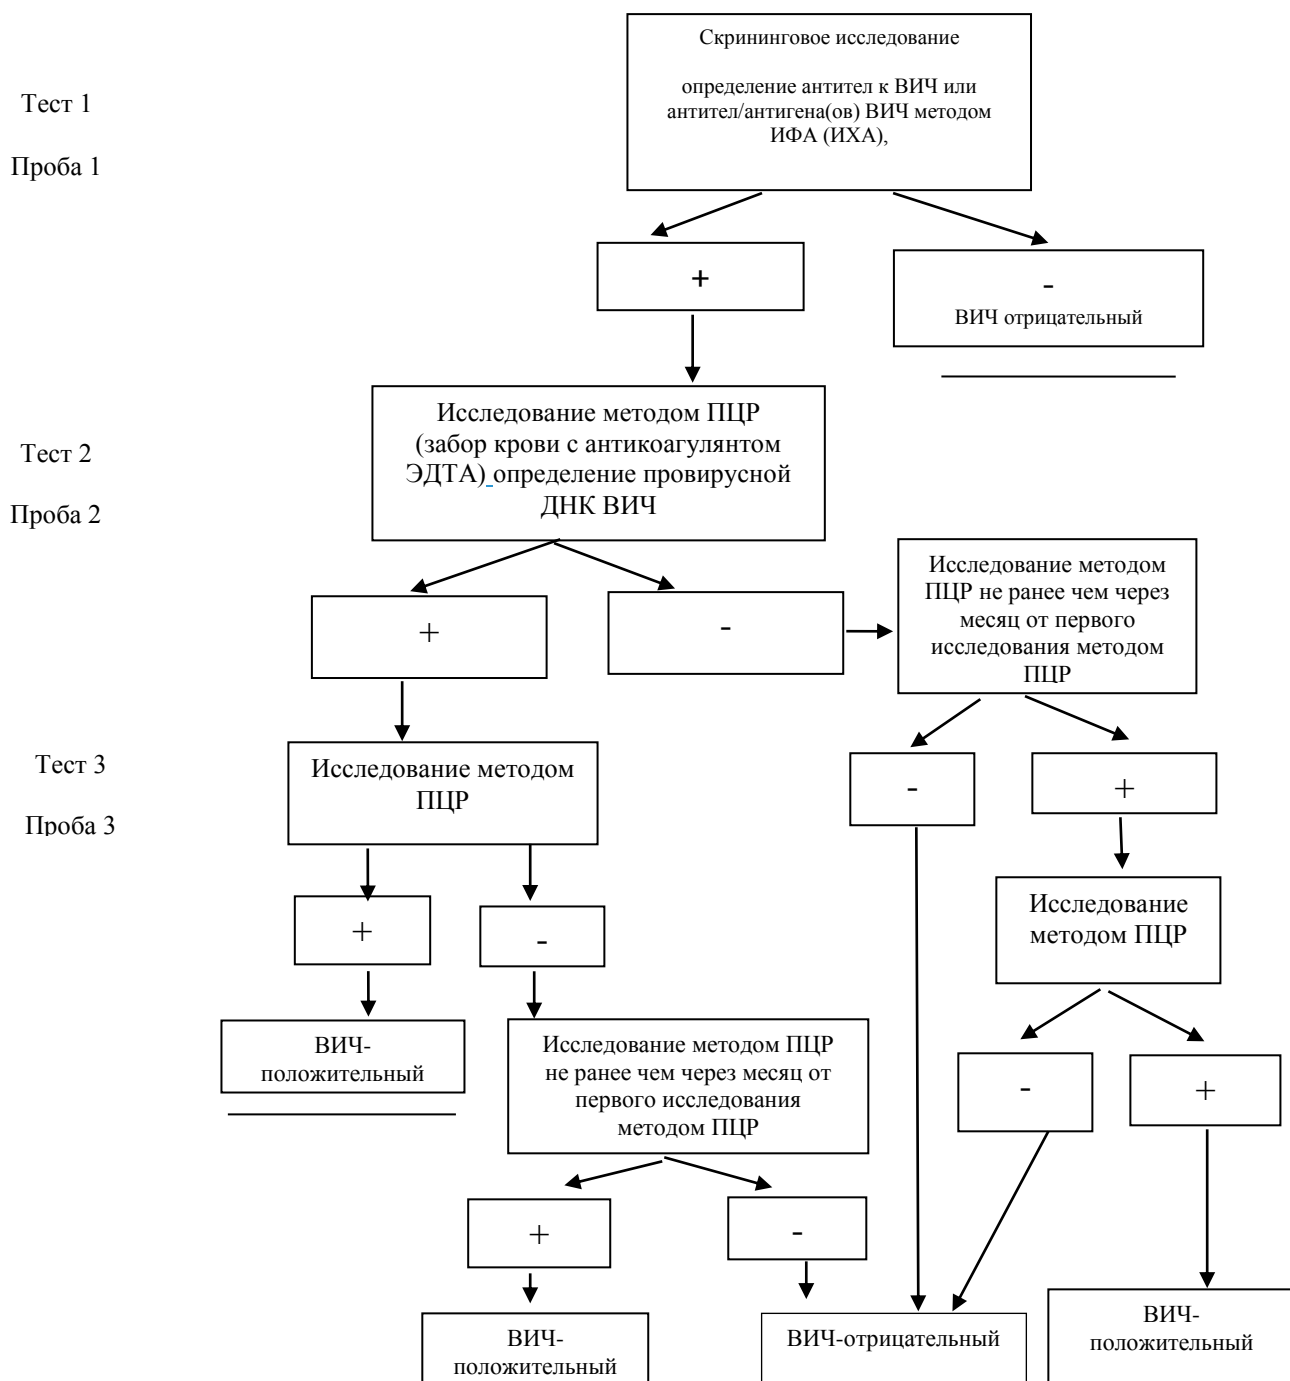 Скрининговое исследование
определение антител к ВИЧ или
антител/антигена(ов) ВИЧ методом
ИФА (ИХА),
Тест 1
Проба 1
+
-
ВИЧ отрицательный
Исследование методом ПЦР
(забор крови с антикоагулянтом
ЭДТА) определение провирусной
ДНК ВИЧ
Тест 2
Проба 2
+
-
Исследование методом
ПЦР не ранее чем через
месяц от первого
исследования методом
ПЦР
Тест 3
Проба 3
Исследование методом
ПЦР
-
+
+
-
Исследование
методом ПЦР
ВИЧ-
положительный
Исследование методом ПЦР
не ранее чем через месяц от
первого исследования
методом ПЦР
-
+
+
-
ВИЧ-
положительный
ВИЧ-отрицательный
ВИЧ-
положительный